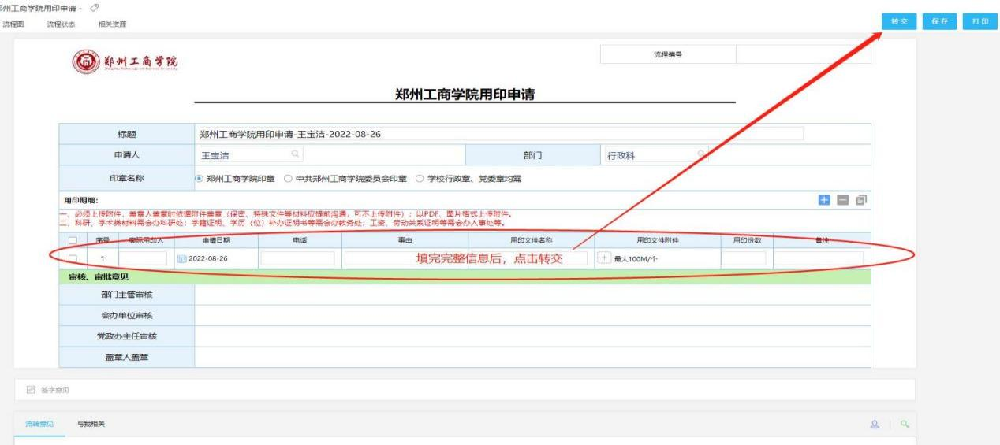 州工商学院用印申请 -
流程图 流程状态 相关资源
转交 保存 打印
郑州工商学院
流程编号
郑州工商学院用印申请
标题 郑州工商学院用印申请-王宝洁-2022-08-26
申请人 王宝洁 部门 行政科
印章名称 郑州工商学院印章 中共郑州工商学院委员会印章 学校行政章、党委章均需
用印明细:
一、必须上传附件，盖章人盖章时依据附件盖章（保密、特殊文件等材料应提前沟通，可不上传附件）；以PDF、图片格式上传附件。
二、科研、学术类材料需会办科研处；学籍证明、学历（位）补办证明书等需会办教务处；工资、劳动关系证明等需会办人事处等。
序号 实际用印人 申请日期 电话 事由 用印文件名称 用印文件附件 用印份数 备注
1 2022-08-26 填完完整信息后，点击转交 最大100M/个
审核、审批意见
部门主管审核
会办单位审核
党政办主任审核
盖章人盖章
签字意见
流转意见 与我相关